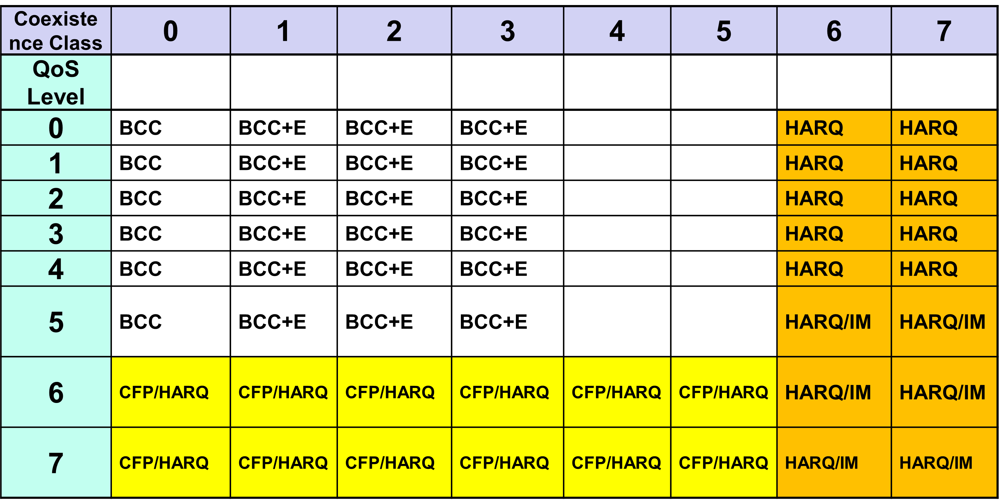 Coexiste
nce Class 0 1 2 3 4 5 6 7
QoS
Level
0 BCC BCC+E BCC+E BCC+E HARQ HARQ
1 BCC BCC+E BCC+E BCC+E HARQ HARQ
2 BCC BCC+E BCC+E BCC+E HARQ HARQ
3 BCC BCC+E BCC+E BCC+E HARQ HARQ
4 BCC BCC+E BCC+E BCC+E HARQ HARQ
5 BCC BCC+E BCC+E BCC+E HARQ/IM HARQ/IM
6 CFP/HARQ CFP/HARQ CFP/HARQ CFP/HARQ CFP/HARQ CFP/HARQ HARQ/IM HARQ/IM
7 CFP/HARQ CFP/HARQ CFP/HARQ CFP/HARQ CFP/HARQ CFP/HARQ HARQ/IM HARQ/IM